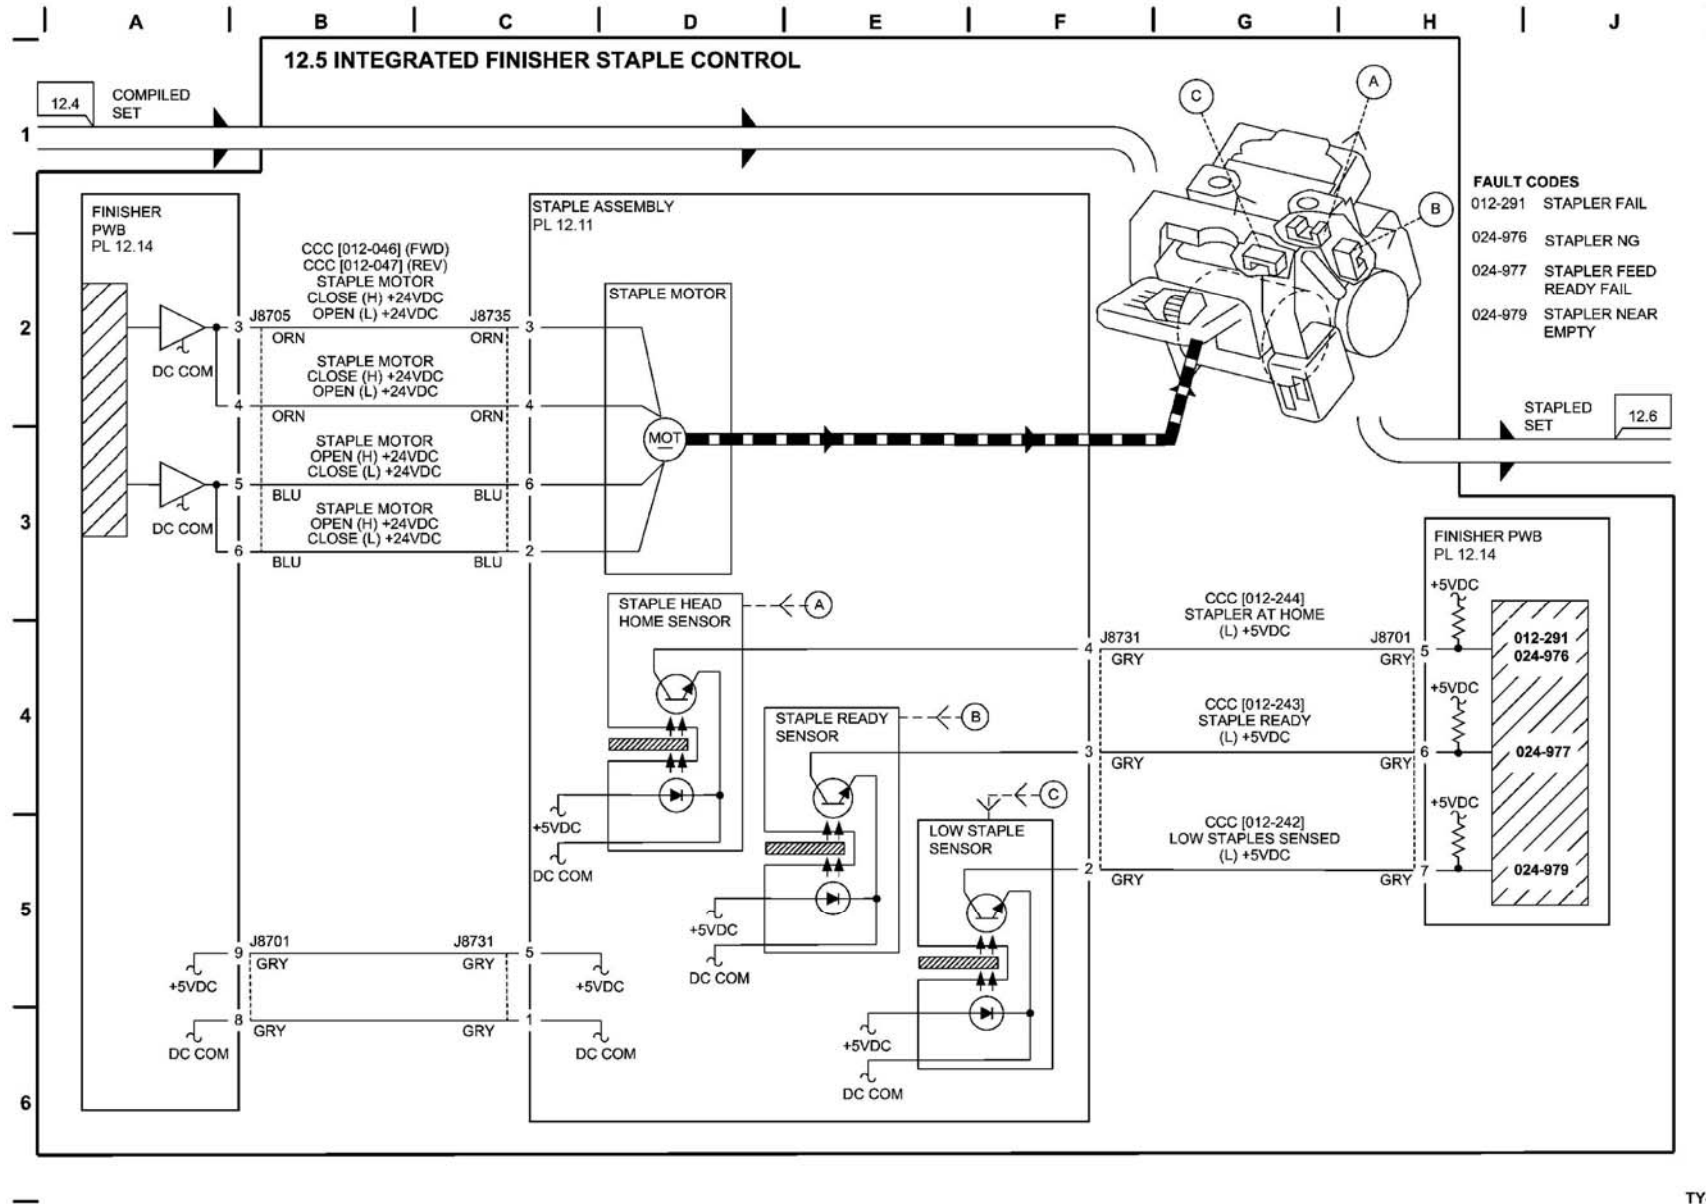 A B C D E F G H J
12.5 INTEGRATED FINISHER STAPLE CONTROL
12.4
COMPILED
SET
1
2
3
4
5
6
C
A
B
FAULT CODES
012-291 STAPLER FAIL
024-976 STAPLER NG
024-977 STAPLER FEED
READY FAIL
024-979 STAPLER NEAR
EMPTY
STAPLED
SET
12.6
FINISHER
PWB
PL 12.14
STAPLE ASSEMBLY
PL 12.11
CCC [012-046] (FWD)
CCC [012-047] (REV)
STAPLE MOTOR
CLOSE (H) +24VDC
OPEN (L) +24VDC
3 J8705 J8735 3
ORN ORN
DC COM
STAPLE MOTOR
CLOSE (H) +24VDC
OPEN (L) +24VDC
4 4
ORN ORN
STAPLE MOTOR
OPEN (H) +24VDC
CLOSE (L) +24VDC
5 6
BLU BLU
DC COM
STAPLE MOTOR
OPEN (H) +24VDC
CLOSE (L) +24VDC
6 2
BLU BLU
STAPLE MOTOR
MOT
STAPLE HEAD
HOME SENSOR
A
+5VDC
DC COM
STAPLE READY
SENSOR
B
+5VDC
DC COM
LOW STAPLE
SENSOR
C
+5VDC
DC COM
FINISHER PWB
PL 12.14
CCC [012-244]
STAPLER AT HOME
(L) +5VDC
+5VDC
4 J8731 J8701 5
GRY GRY
012-291
024-976
CCC [012-243]
STAPLE READY
(L) +5VDC
+5VDC
3 6
GRY GRY
024-977
CCC [012-242]
LOW STAPLES SENSED
(L) +5VDC
+5VDC
2 7
GRY GRY
024-979
9 J8701 J8731 5
GRY GRY
+5VDC +5VDC
8 1
GRY GRY
DC COM DC COM
TY